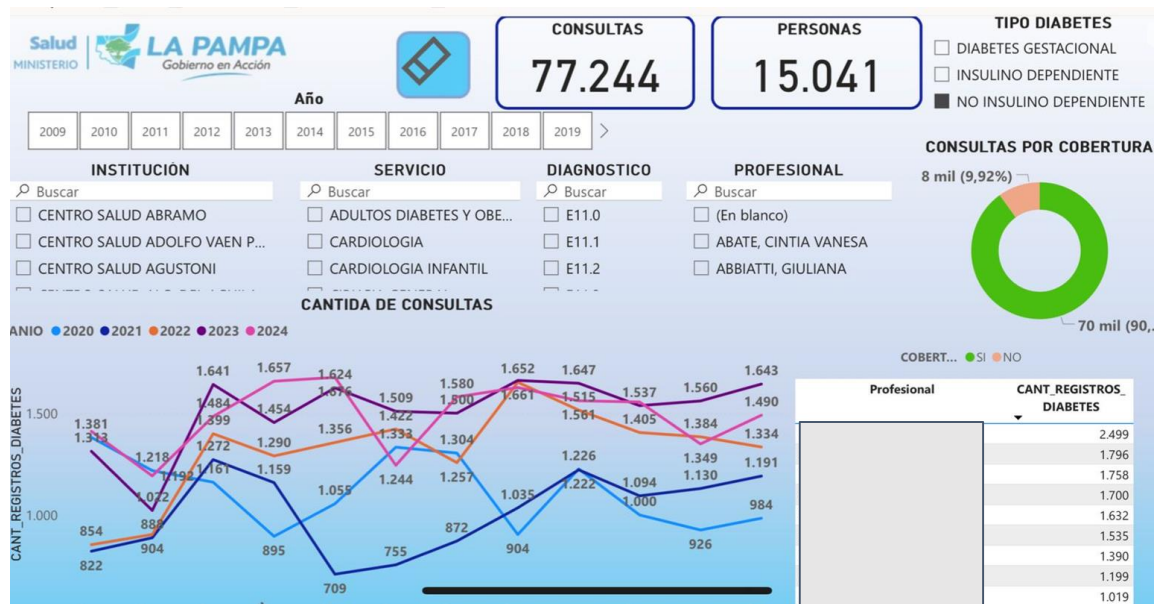 Salud
MINISTERIO
LA PAMPA
Gobierno en Acción
CONSULTAS
77.244
PERSONAS
15.041
TIPO DIABETES
DIABETES GESTACIONAL
INSULINO DEPENDIENTE
NO INSULINO DEPENDIENTE
Año
2009 2010 2011 2012 2013 2014 2015 2016 2017 2018 2019
INSTITUCIÓN
Buscar
CENTRO SALUD ABRAMO
CENTRO SALUD ADOLFO VAEN P...
CENTRO SALUD AGUSTONI
SERVICIO
Buscar
ADULTOS DIABETES Y OBE...
CARDIOLOGIA
CARDIOLOGIA INFANTIL
DIAGNOSTICO
Buscar
E11.0
E11.1
E11.2
PROFESIONAL
Buscar
(En blanco)
ABATE, CINTIA VANESA
ABBIATTI, GIULIANA
CONSULTAS POR COBERTURA
8 mil (9,92%)
70 mil (90,...
COBERT... SI NO
CANTIDA DE CONSULTAS
ANIO 2020 2021 2022 2023 2024
CANT_REGISTROS_DIABETES
1.500
1.000
1.381
1.313
854
822
1.218
1.192
1.022
904
1.641
1.484
1.399
1.272
1.161
1.657
1.454
1.290
1.159
895
1.624
1.356
1.055
709
1.509
1.422
1.333
1.244
755
1.580
1.500
1.304
1.257
872
1.652
1.661
1.035
904
1.647
1.515
1.561
1.226
1.222
1.537
1.405
1.094
1.000
1.560
1.384
1.349
1.130
926
1.643
1.490
1.334
1.191
984
Profesional
CANT_REGISTROS_
DIABETES
2.499
1.796
1.758
1.700
1.632
1.535
1.390
1.199
1.019